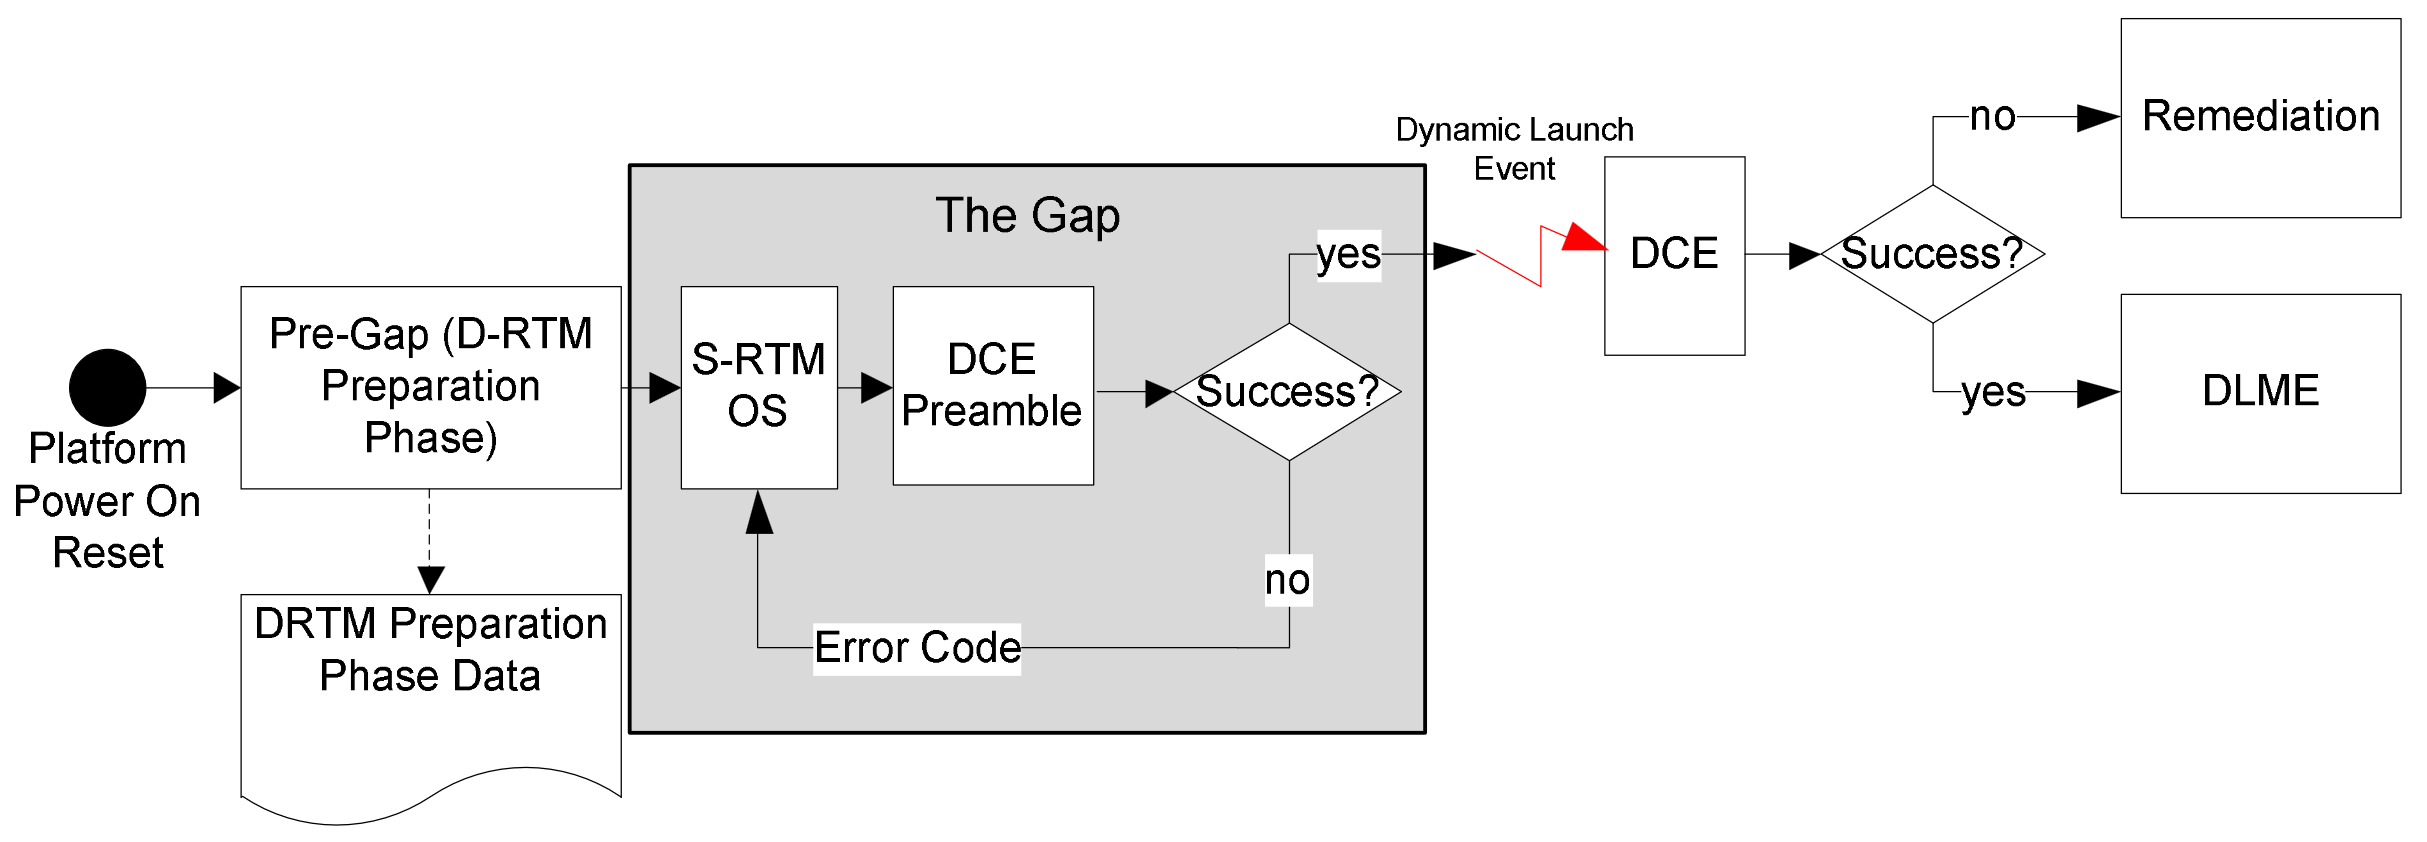 Platform
Power On
Reset
Pre-Gap (D-RTM
Preparation
Phase)
DRTM Preparation
Phase Data
The Gap
S-RTM
OS
DCE
Preamble
Success?
yes
no
Error Code
Dynamic Launch
Event
DCE
Success?
no
Remediation
yes
DLME